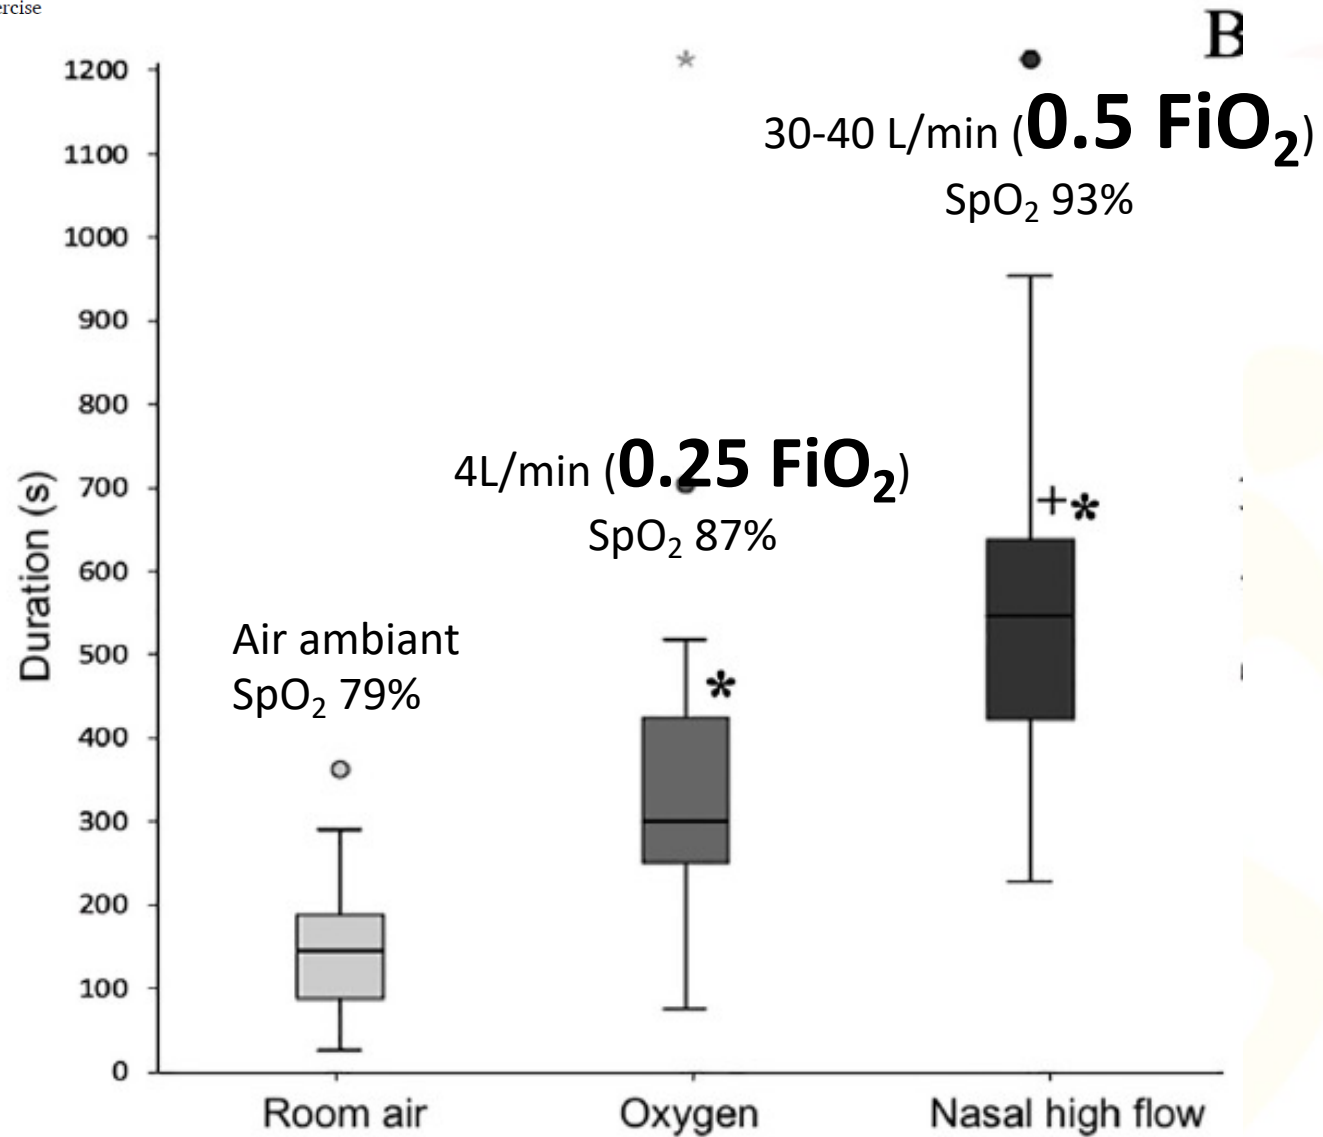 ercise
B
1200
1100
1000
900
800
700
600
500
400
300
200
100
0
Duration (s)
*
30-40 L/min (0.5 FiO₂)
SpO₂ 93%
4L/min (0.25 FiO₂)
SpO₂ 87%
+*
Air ambiant
SpO₂ 79%
*
Room air
Oxygen
Nasal high flow